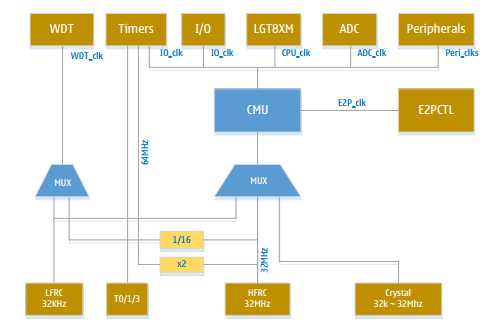 WDT
Timers
I/O
LGT8XM
ADC
Peripherals
WDT_clk
IO_clk
IO_clk
CPU_clk
ADC_clk
Peri_clks
CMU
E2P_clk
E2PCTL
64MHz
MUX
MUX
1/16
x2
32MHz
LFRC
32KHz
T0/1/3
HFRC
32MHz
Crystal
32k ~ 32Mhz